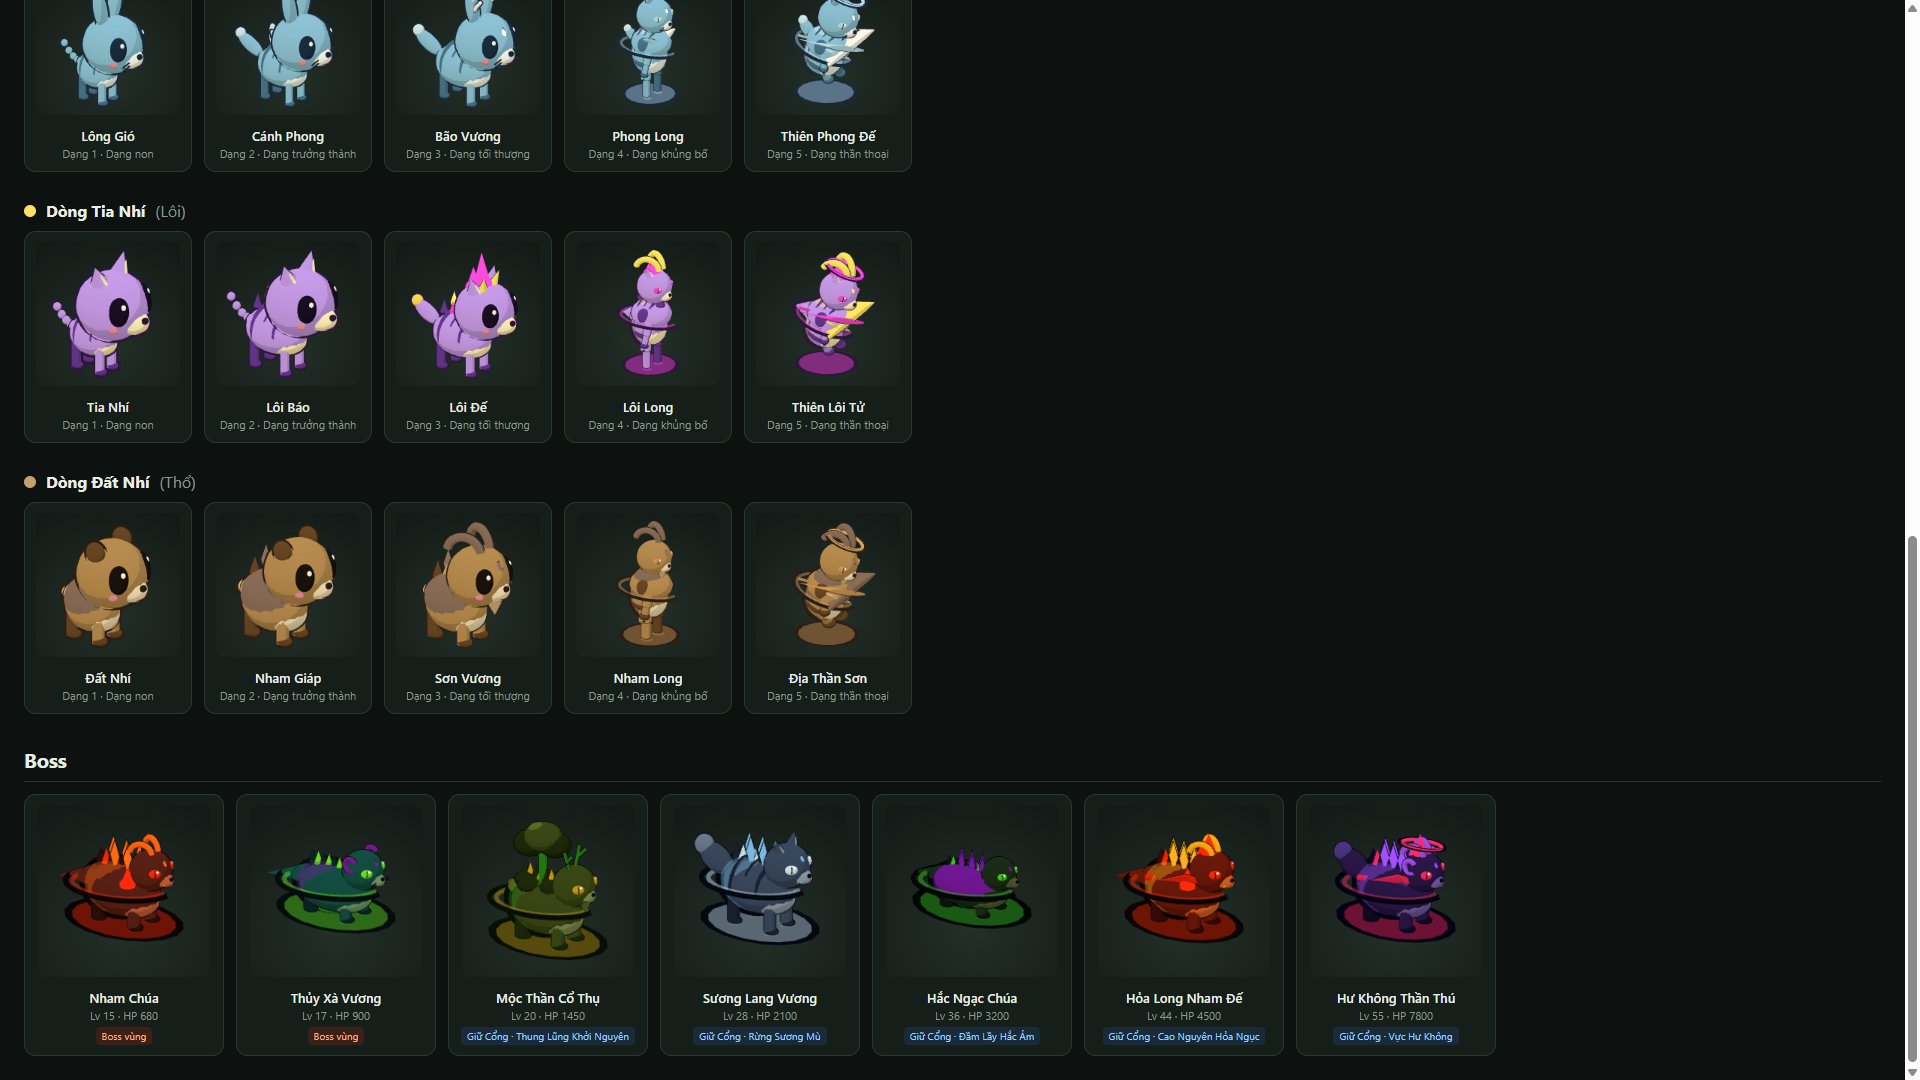 Lông Gió
Dạng 1 · Dạng non
Cánh Phong
Dạng 2 · Dạng trưởng thành
Bão Vương
Dạng 3 · Dạng tối thượng
Phong Long
Dạng 4 · Dạng khủng bố
Thiên Phong Đế
Dạng 5 · Dạng thần thoại
Dòng Tia Nhí (Lôi)
Tia Nhí
Dạng 1 · Dạng non
Lôi Báo
Dạng 2 · Dạng trưởng thành
Lôi Đế
Dạng 3 · Dạng tối thượng
Lôi Long
Dạng 4 · Dạng khủng bố
Thiên Lôi Tử
Dạng 5 · Dạng thần thoại
Dòng Đất Nhí (Thổ)
Đất Nhí
Dạng 1 · Dạng non
Nham Giáp
Dạng 2 · Dạng trưởng thành
Sơn Vương
Dạng 3 · Dạng tối thượng
Nham Long
Dạng 4 · Dạng khủng bố
Địa Thần Sơn
Dạng 5 · Dạng thần thoại
Boss
Nham Chúa
Lv 15 · HP 680
Boss vùng
Thủy Xà Vương
Lv 17 · HP 900
Boss vùng
Mộc Thần Cổ Thụ
Lv 20 · HP 1450
Giữ Cổng · Thung Lũng Khởi Nguyên
Sương Lang Vương
Lv 28 · HP 2100
Giữ Cổng · Rừng Sương Mù
Hắc Ngạc Chúa
Lv 36 · HP 3200
Giữ Cổng · Đầm Lầy Hắc Ám
Hỏa Long Nham Đế
Lv 44 · HP 4500
Giữ Cổng · Cao Nguyên Hỏa Ngục
Hư Không Thần Thú
Lv 55 · HP 7800
Giữ Cổng · Vực Hư Không